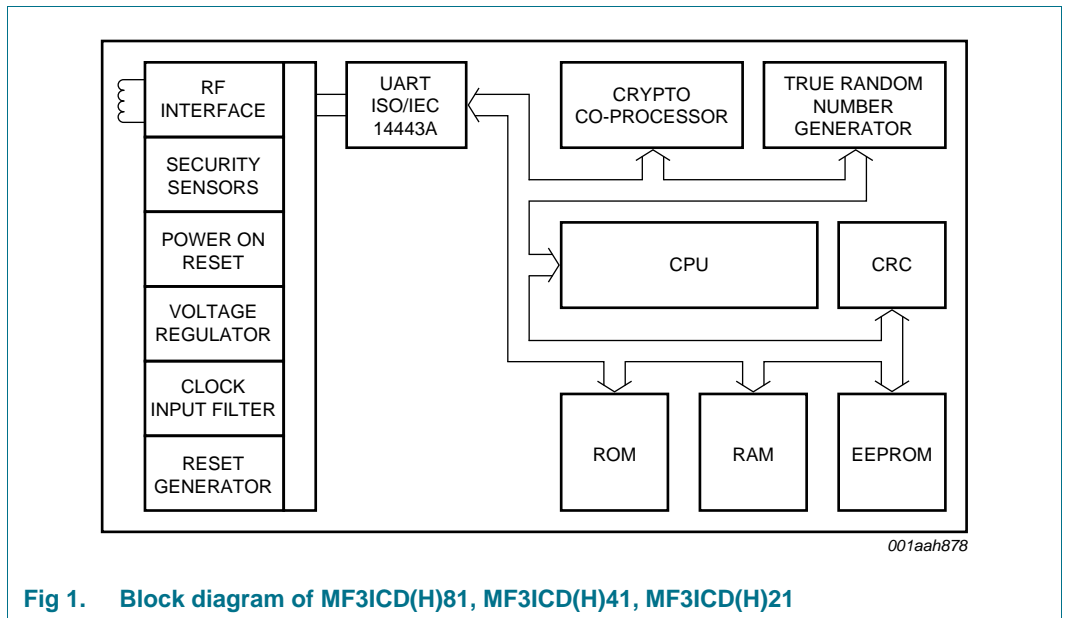 RF
INTERFACE
SECURITY
SENSORS
POWER ON
RESET
VOLTAGE
REGULATOR
CLOCK
INPUT FILTER
RESET
GENERATOR
UART
ISO/IEC
14443A
CRYPTO
CO-PROCESSOR
TRUE RANDOM
NUMBER
GENERATOR
CPU
CRC
ROM
RAM
EEPROM
001aah878
Fig 1. Block diagram of MF3ICD(H)81, MF3ICD(H)41, MF3ICD(H)21